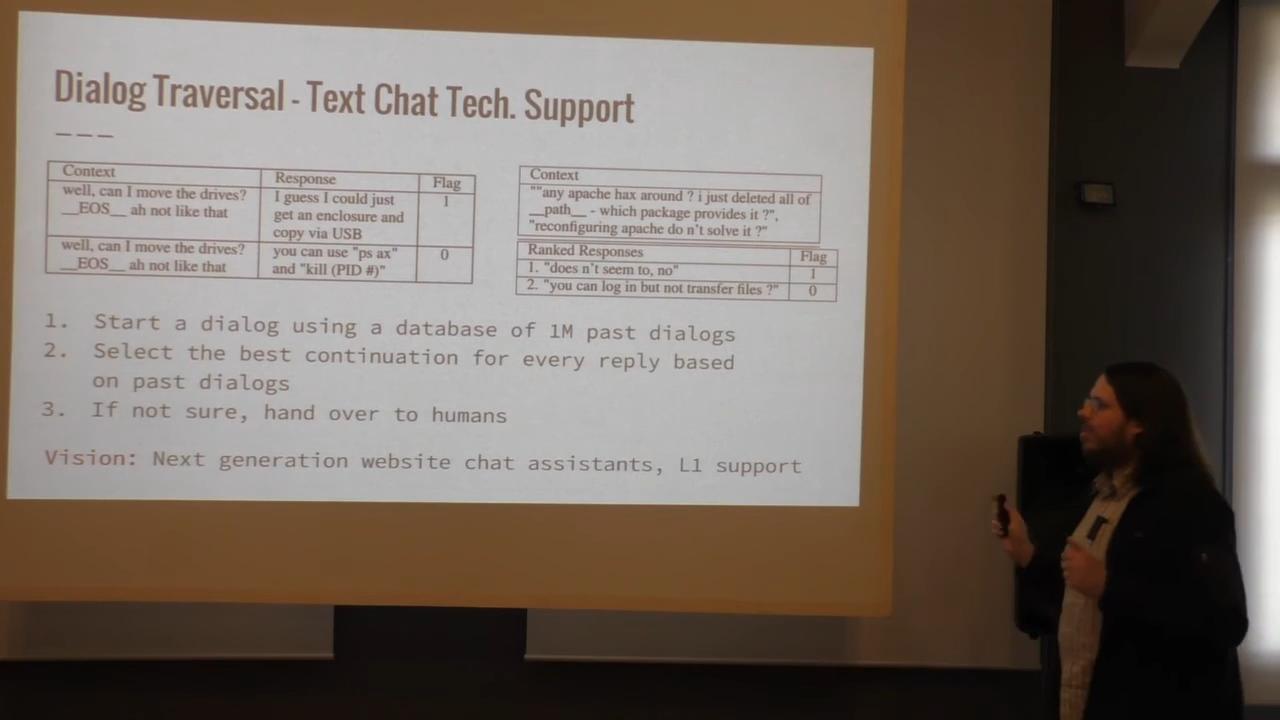 Dialog Traversal - Text Chat Tech. Support
Context Response Flag
well, can I move the drives? I guess I could just 1
__EOS__ ah not like that get an enclosure and
copy via USB
well, can I move the drives? you can use "ps ax" 0
__EOS__ ah not like that and "kill (PID #)"
Context
""any apache hax around ? i just deleted all of
__path__ - which package provides it ?",
"reconfiguring apache do n't solve it ?"
Ranked Responses Flag
1. "does n't seem to, no" 1
2. "you can log in but not transfer files ?" 0
1. Start a dialog using a database of 1M past dialogs
2. Select the best continuation for every reply based
on past dialogs
3. If not sure, hand over to humans
Vision: Next generation website chat assistants, L1 support